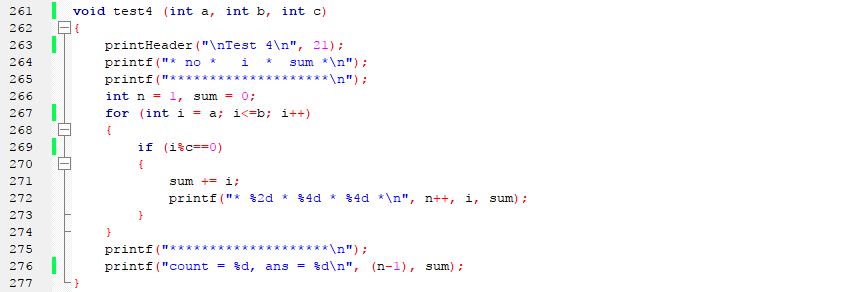 261 void test4 (int a, int b, int c)
262 {
263     printHeader("\nTest 4\n", 21);
264     printf("* no *   i  *  sum *\n");
265     printf("********************\n");
266     int n = 1, sum = 0;
267     for (int i = a; i<=b; i++)
268     {
269         if (i%c==0)
270         {
271             sum += i;
272             printf("* %2d * %4d * %4d *\n", n++, i, sum);
273         }
274     }
275     printf("********************\n");
276     printf("count = %d, ans = %d\n", (n-1), sum);
277 }